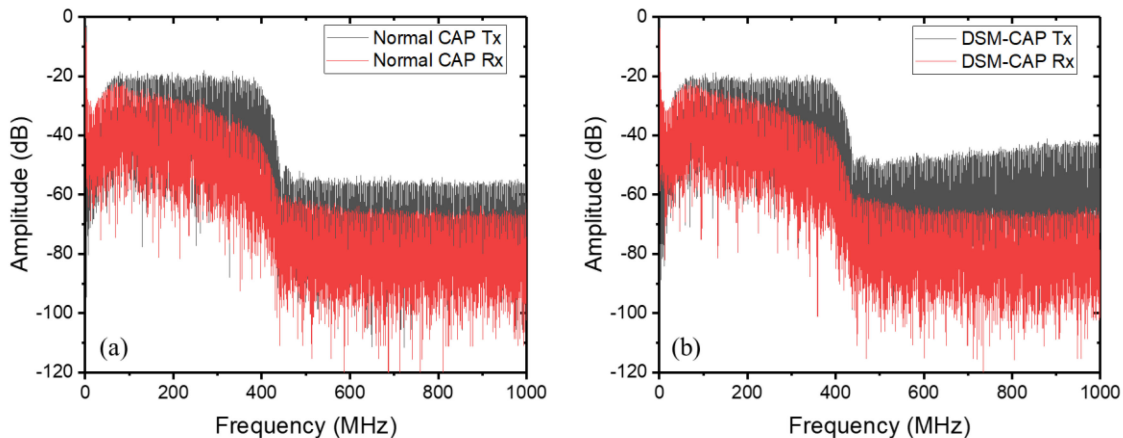 Normal CAP Tx
Normal CAP Rx
Amplitude (dB)
0
-20
-40
-60
-80
-100
-120
(a)
0 200 400 600 800 1000
Frequency (MHz)
DSM-CAP Tx
DSM-CAP Rx
Amplitude (dB)
0
-20
-40
-60
-80
-100
-120
(b)
0 200 400 600 800 1000
Frequency (MHz)